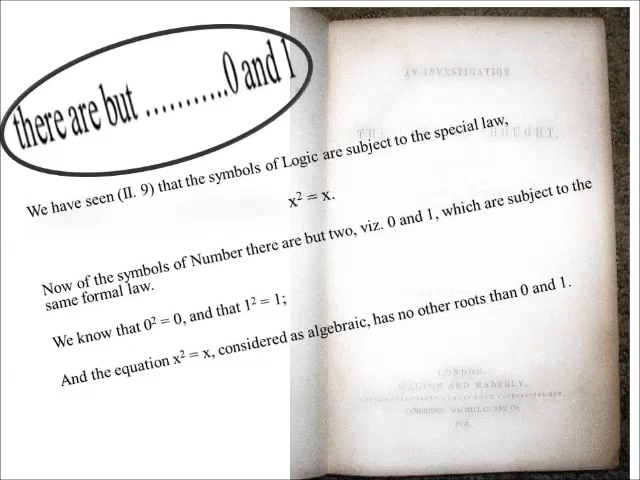 there are but ...........0 and 1
AN INVESTIGATION
THOUGHT,
We have seen (II. 9) that the symbols of Logic are subject to the special law,
x² = x.
Now of the symbols of Number there are but two, viz. 0 and 1, which are subject to the
same formal law.
We know that 0² = 0, and that 1² = 1;
And the equation x² = x, considered as algebraic, has no other roots than 0 and 1.
LONDON:
WALTON AND MABERLY,
CAMBRIDGE: MACMILLAN AND CO.